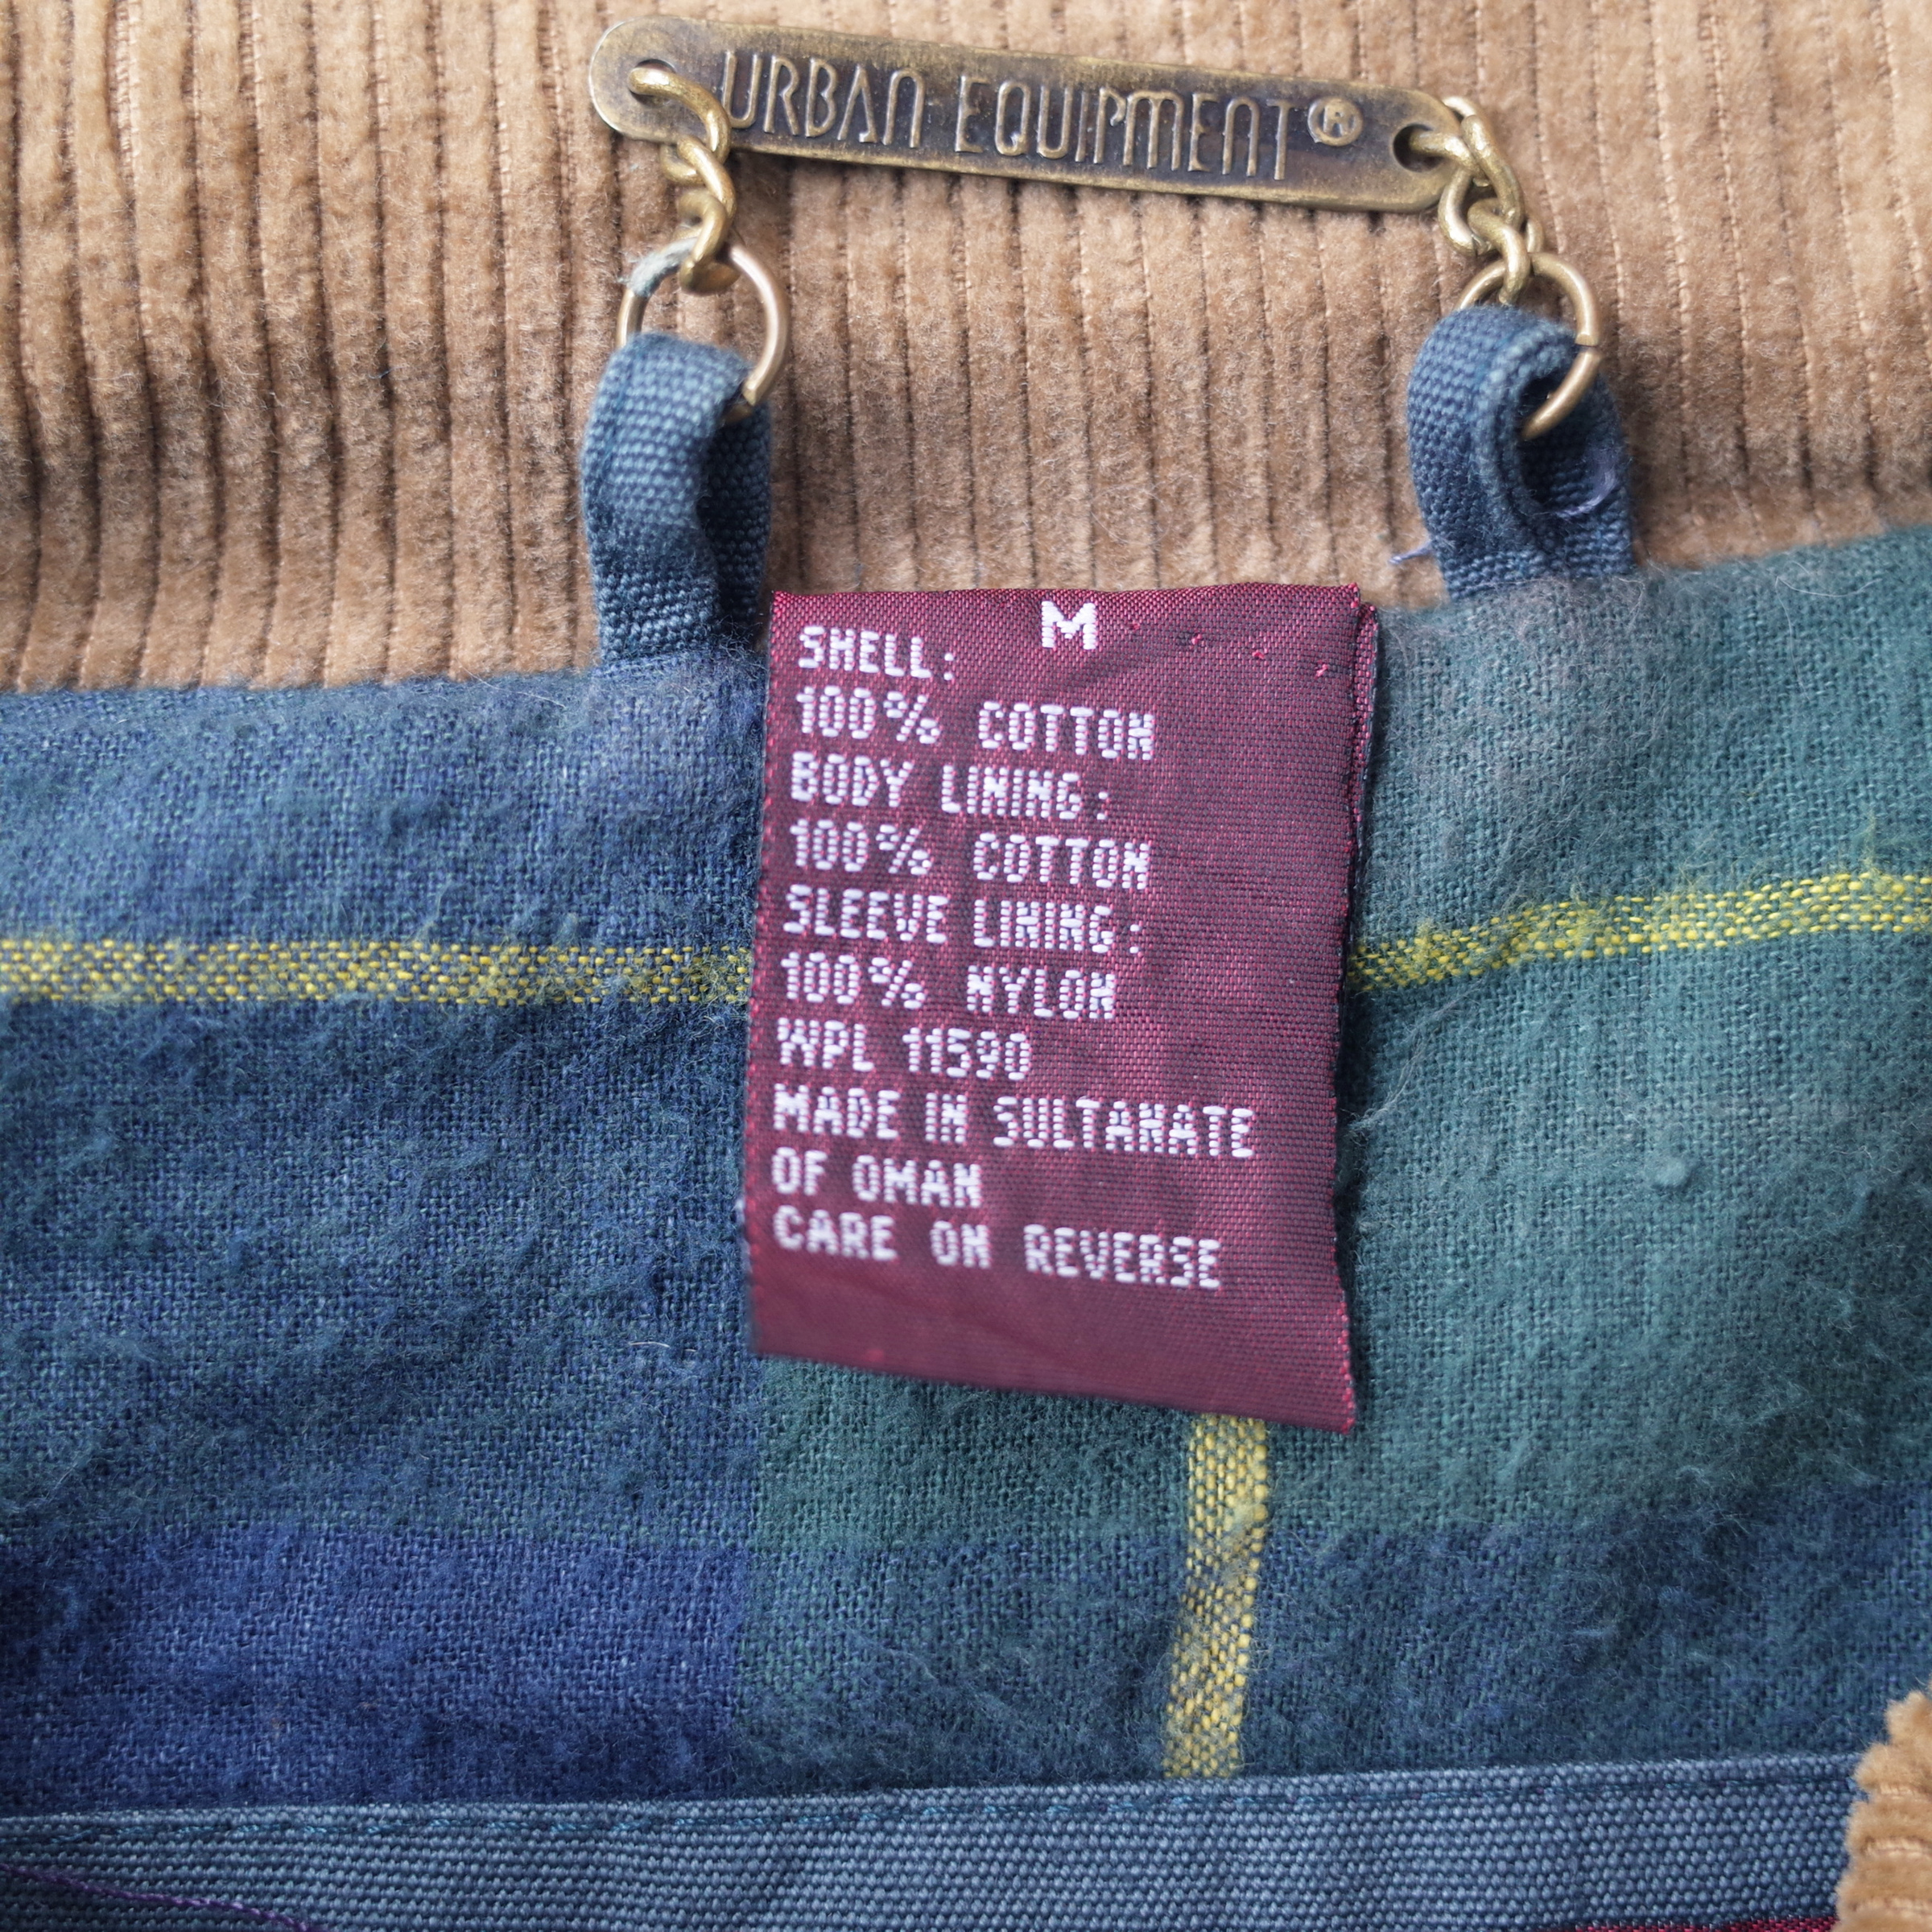 URBAN EQUIPMENT®
M
SHELL:
100% COTTON
BODY LINING:
100% COTTON
SLEEVE LINING:
100% NYLON
WPL 11590
MADE IN SULTANATE
OF OMAN
CARE ON REVERSE